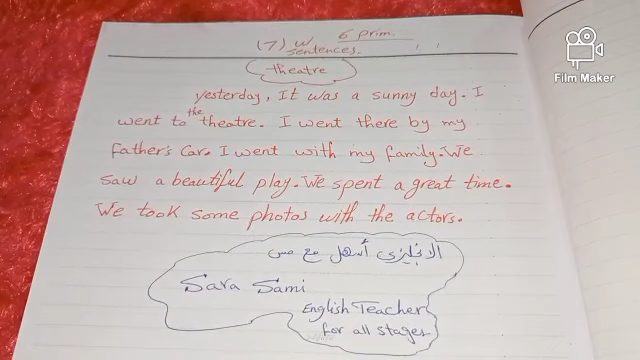 6 prim.
(7) W
sentences.
theatre
yesterday, It was a sunny day. I
went to the theatre. I went there by my
father's Car. I went with my family. We
saw a beautiful play. We spent a great time.
We took some photos with the actors.
الانجليزى أسهل مع مس
Sara Sami
English Teacher
for all stages
Film Maker